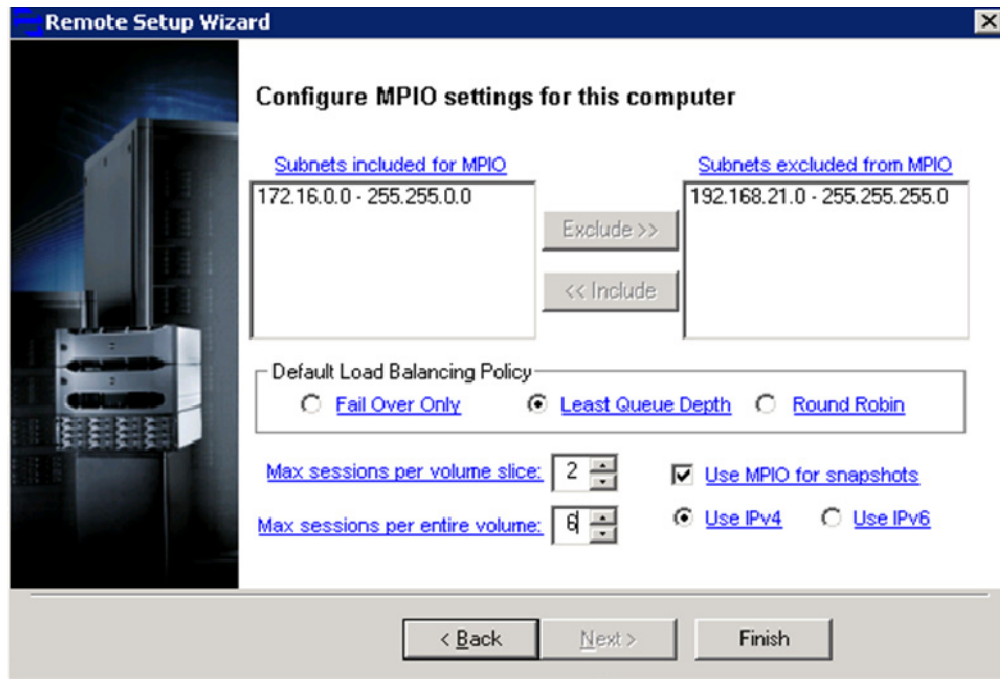 Remote Setup Wizard
Configure MPIO settings for this computer
Subnets included for MPIO
Subnets excluded from MPIO
172.16.0.0 - 255.255.0.0
192.168.21.0 - 255.255.255.0
Exclude >>
<< Include
Default Load Balancing Policy
Fail Over Only
Least Queue Depth
Round Robin
Max sessions per volume slice: 2
Use MPIO for snapshots
Max sessions per entire volume: 6
Use IPv4
Use IPv6
< Back
Next >
Finish